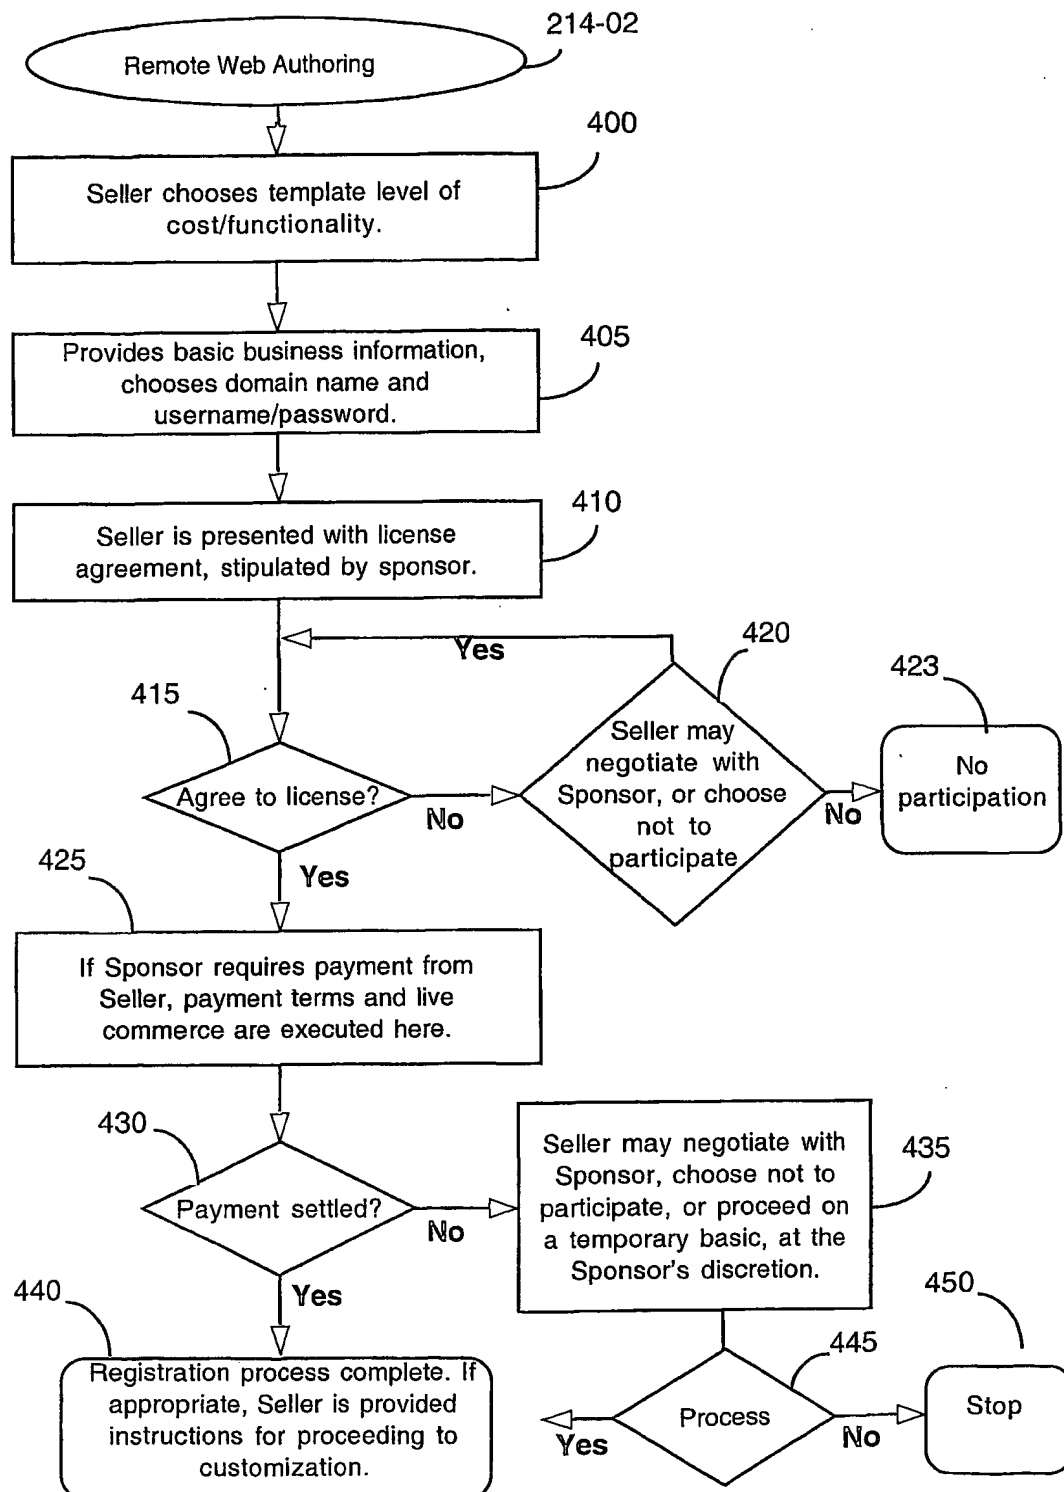 214-02
Remote Web Authoring
400
Seller chooses template level of
cost/functionality.
405
Provides basic business information,
chooses domain name and
username/password.
410
Seller is presented with license
agreement, stipulated by sponsor.
Yes
420
423
415
Seller may
negotiate with
Sponsor, or choose
not to
participate
No
participation
Agree to license?
No
No
425
Yes
If Sponsor requires payment from
Seller, payment terms and live
commerce are executed here.
430
435
Seller may negotiate with
Sponsor, choose not to
participate, or proceed on
a temporary basic, at the
Sponsor's discretion.
Payment settled?
No
440
Yes
450
445
Registration process complete. If
appropriate, Seller is provided
instructions for proceeding to
customization.
Process
Yes
No
Stop